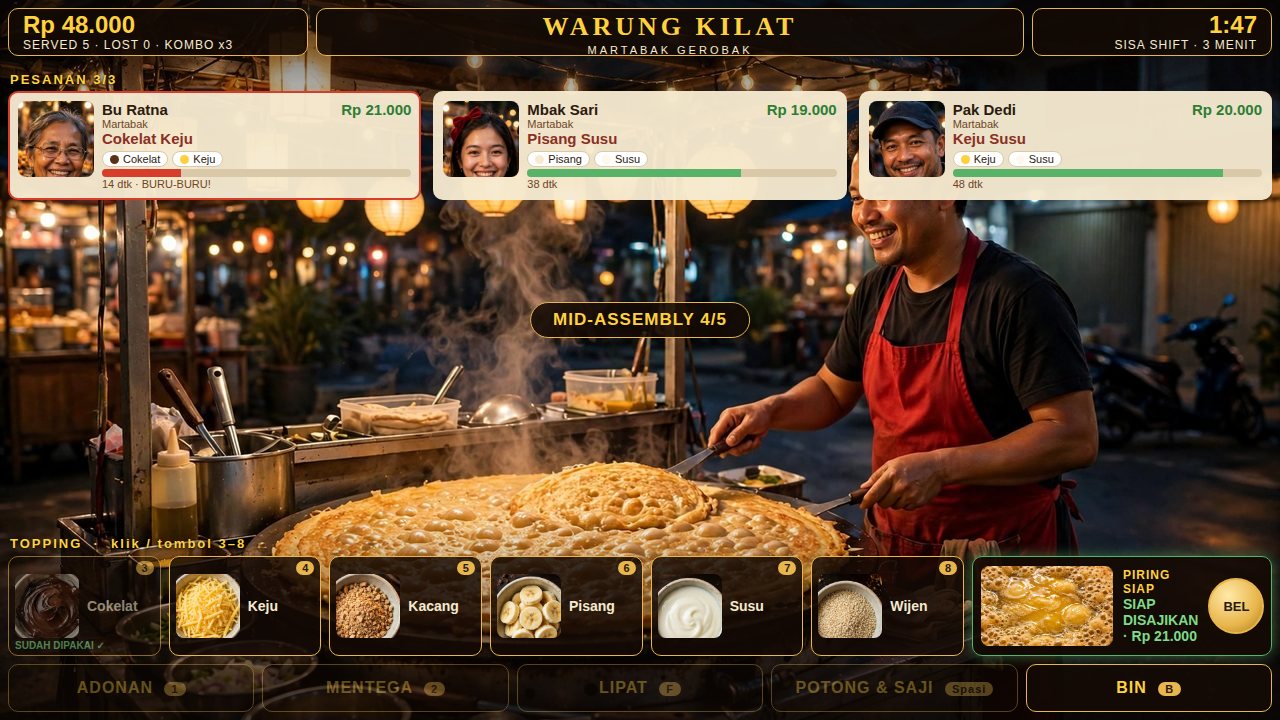 Rp 48.000
SERVED 5 · LOST 0 · KOMBO x3
WARUNG KILAT
MARTABAK GEROBAK
1:47
SISA SHIFT · 3 MENIT
PESANAN 3/3
Bu Ratna
Rp 21.000
Martabak
Cokelat Keju
Cokelat
Keju
14 dtk · BURU-BURU!
Mbak Sari
Rp 19.000
Martabak
Pisang Susu
Pisang
Susu
38 dtk
Pak Dedi
Rp 20.000
Martabak
Keju Susu
Keju
Susu
48 dtk
MID-ASSEMBLY 4/5
TOPPING · klik / tombol 3–8
3
Cokelat
SUDAH DIPAKAI ✓
4
Keju
5
Kacang
6
Pisang
7
Susu
8
Wijen
PIRING
SIAP
SIAP
DISAJIKAN
· Rp 21.000
BEL
ADONAN 1
MENTEGA 2
LIPAT F
POTONG & SAJI Spasi
BIN B